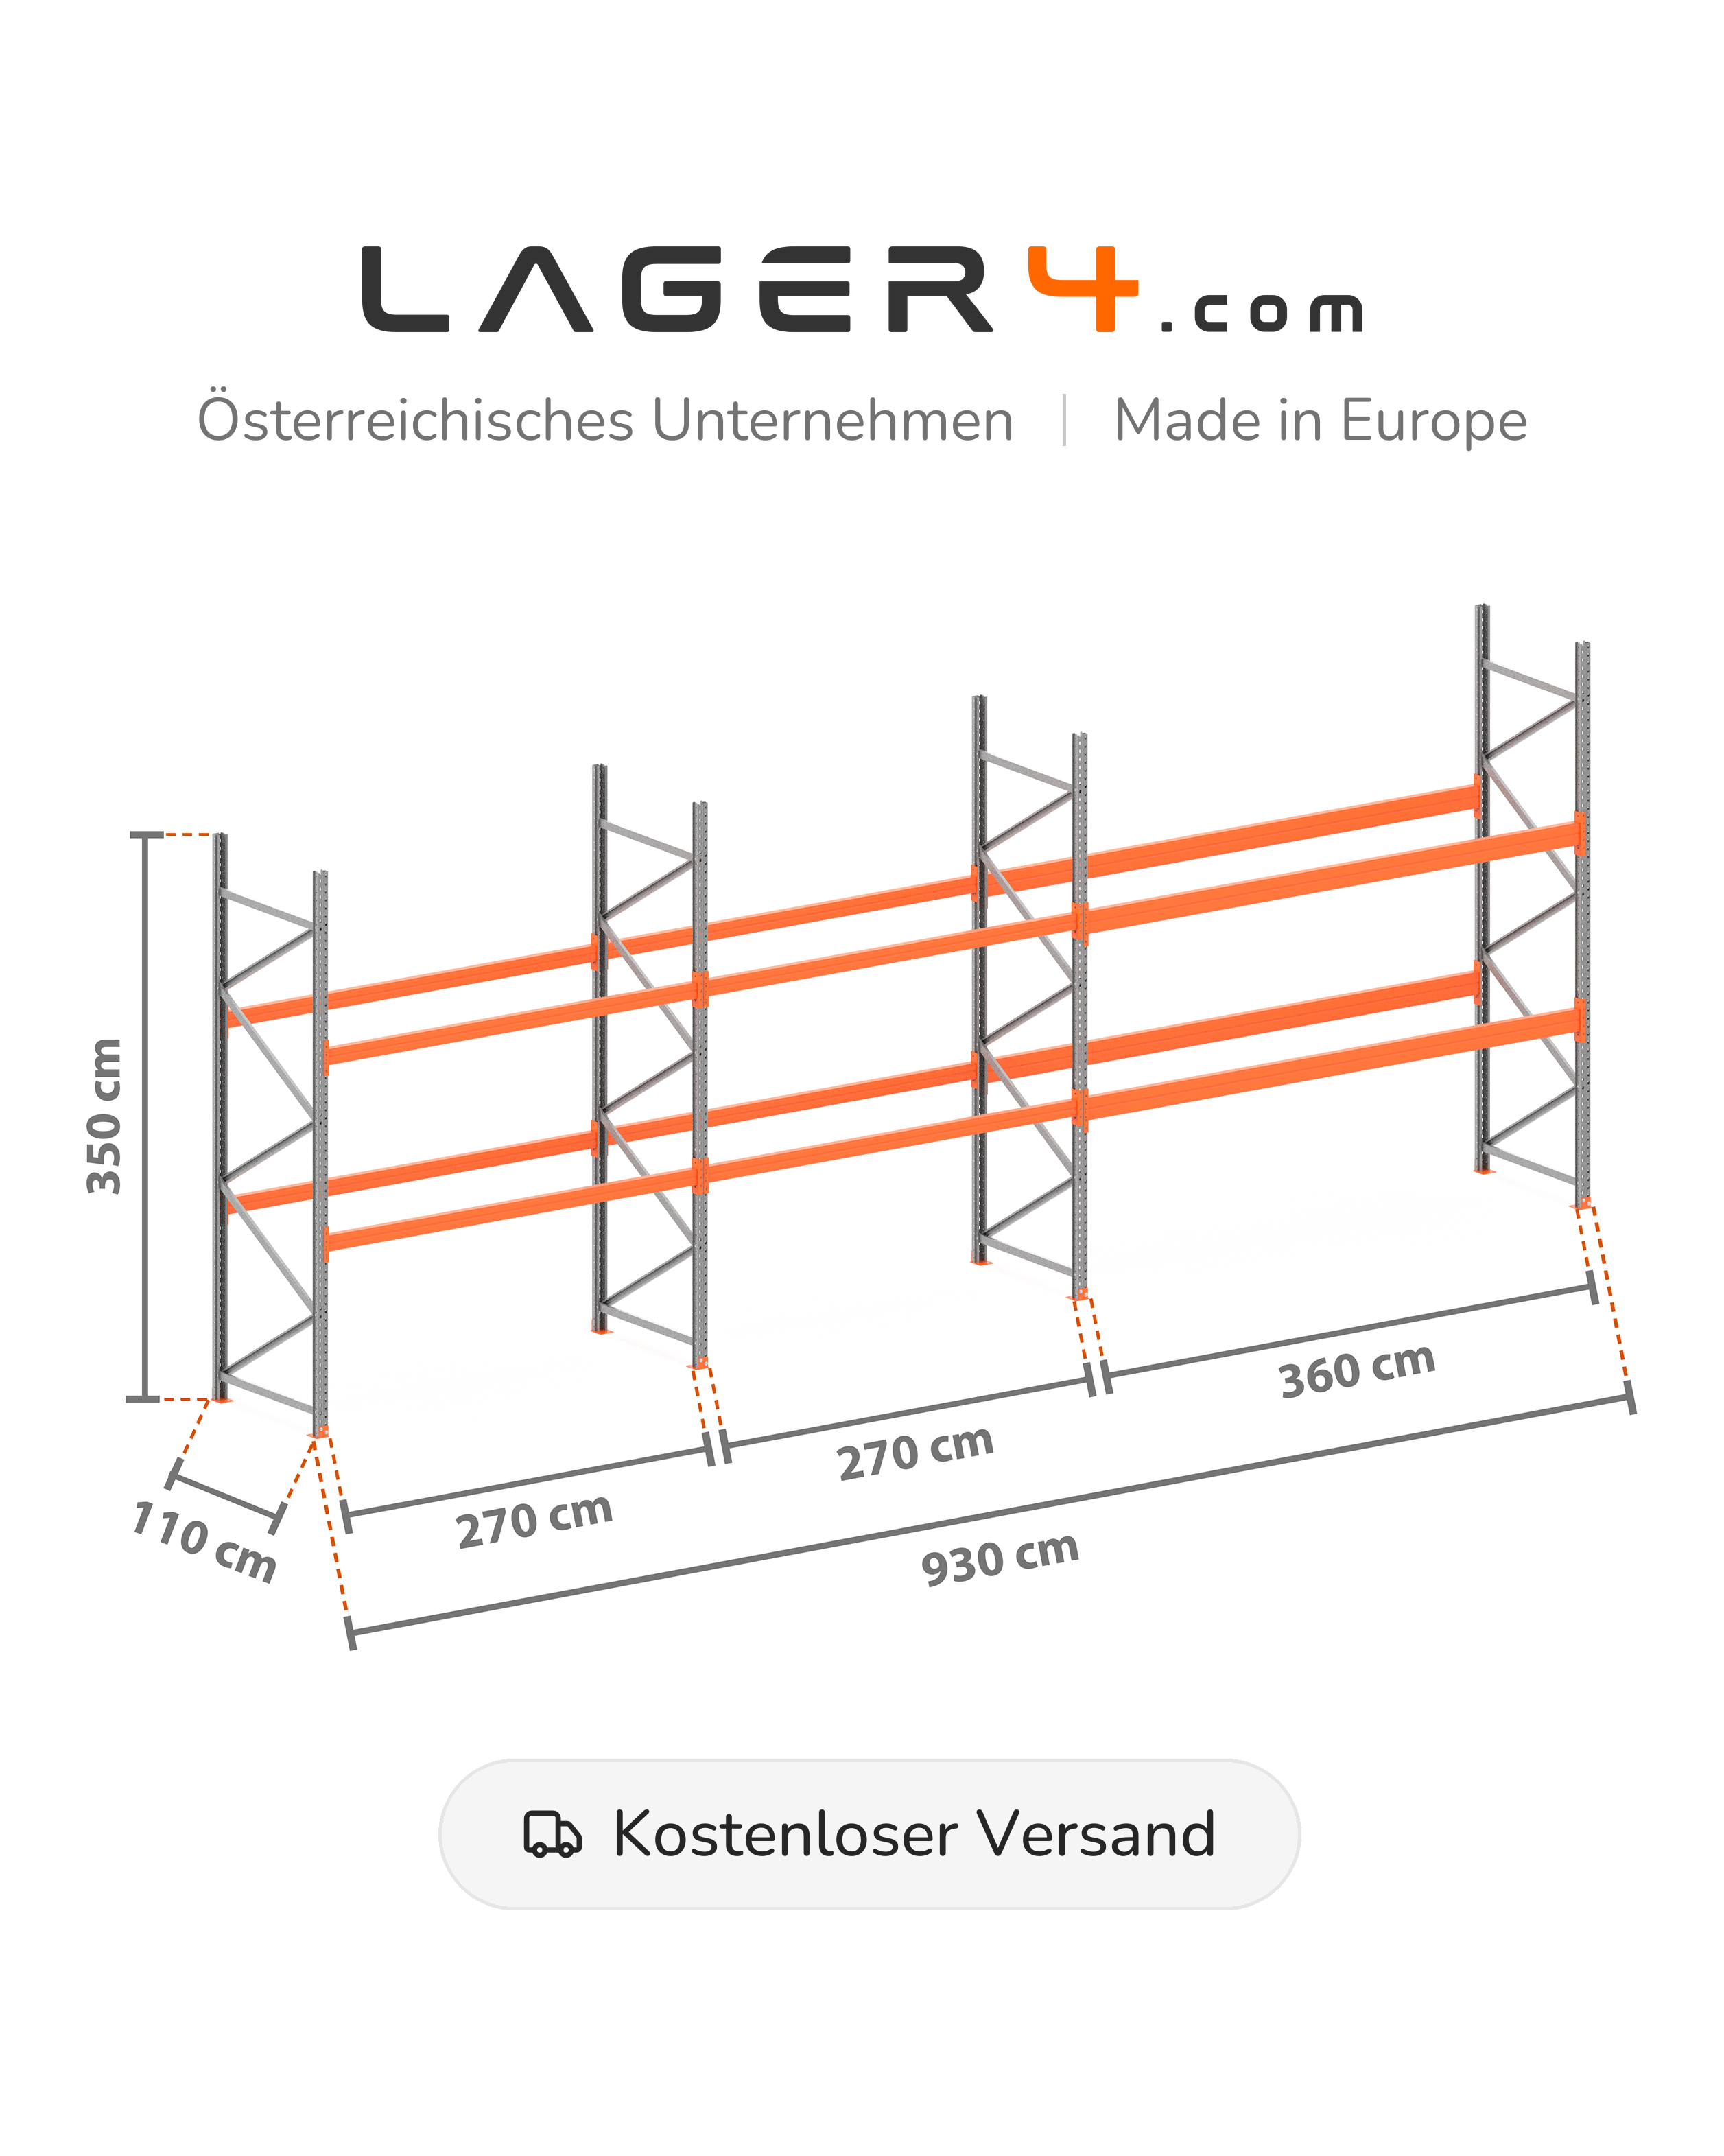 LAGER4.com
Österreichisches Unternehmen | Made in Europe
350 cm
110 cm
270 cm
270 cm
360 cm
930 cm
Kostenloser Versand